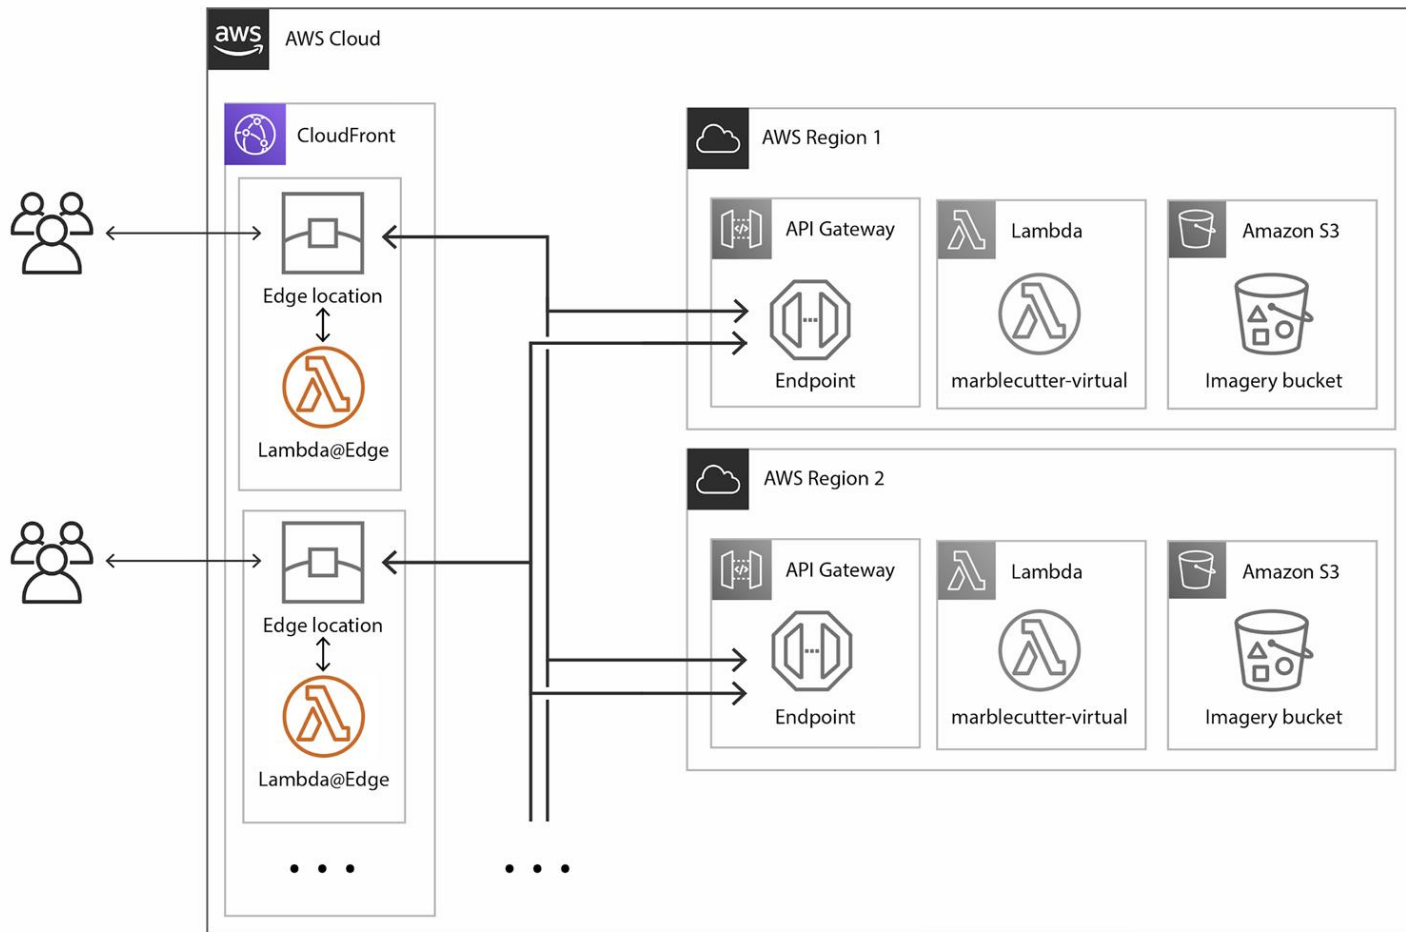 aws
AWS Cloud
CloudFront
Edge location
Lambda@Edge
Edge location
Lambda@Edge
• • •
• • •
AWS Region 1
API Gateway
Lambda
Amazon S3
Endpoint
marblecutter-virtual
Imagery bucket
AWS Region 2
API Gateway
Lambda
Amazon S3
Endpoint
marblecutter-virtual
Imagery bucket